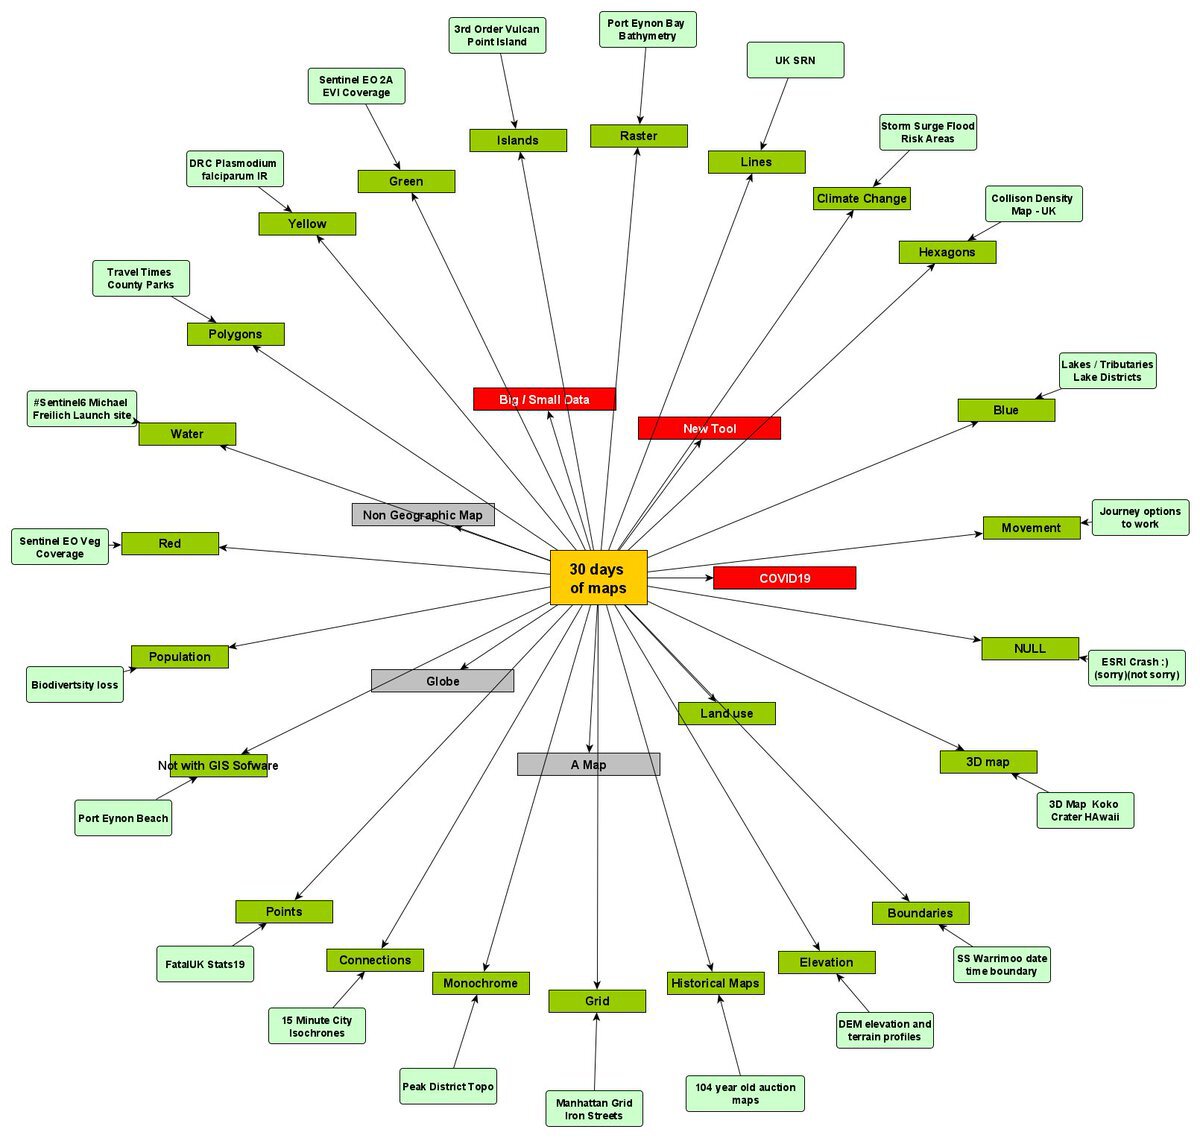 3rd Order Vulcan
Point Island
Port Eynon Bay
Bathymetry
UK SRN
Sentinel EO 2A
EVI Coverage
Islands
Raster
Storm Surge Flood
Risk Areas
DRC Plasmodium
falciparum IR
Green
Lines
Climate Change
Collison Density
Map - UK
Yellow
Hexagons
Travel Times
County Parks
Polygons
Lakes / Tributaries
Lake Districts
#Sentinel6 Michael
Freilich Launch site
Big / Small Data
Blue
Water
New Tool
Non Geographic Map
Journey options
to work
Movement
Sentinel EO Veg
Coverage
Red
30 days
of maps
COVID19
Population
NULL
ESRI Crash :)
(sorry)(not sorry)
Biodivertsity loss
Globe
Land use
Not with GIS Sofware
A Map
3D map
Port Eynon Beach
3D Map Koko
Crater HAwaii
Points
Boundaries
FatalUK Stats19
Connections
Elevation
SS Warrimoo date
time boundary
Monochrome
Historical Maps
Grid
15 Minute City
Isochrones
DEM elevation and
terrain profiles
Peak District Topo
104 year old auction
maps
Manhattan Grid
Iron Streets